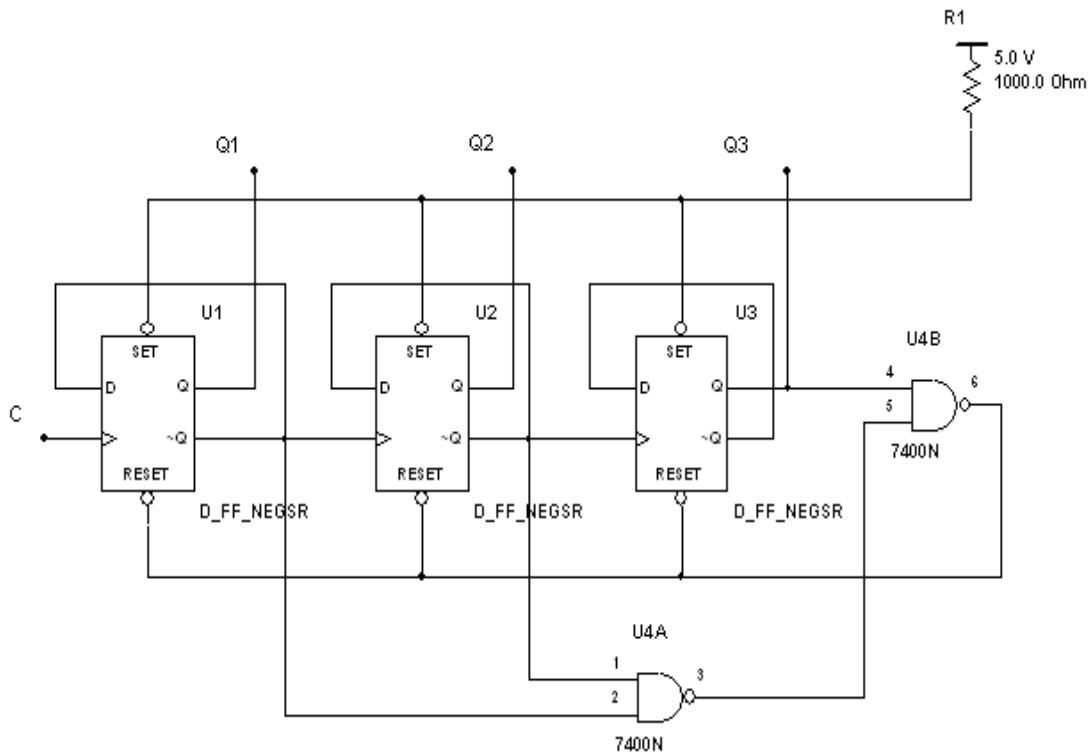 R1
5.0 V
1000.0 Ohm
Q1
Q2
Q3
U1
U2
U3
U4B
SET
SET
SET
D
Q
D
Q
D
Q
4
5
6
C
~Q
~Q
~Q
7400N
RESET
RESET
RESET
D_FF_NEGSR
D_FF_NEGSR
D_FF_NEGSR
U4A
1
2
3
7400N